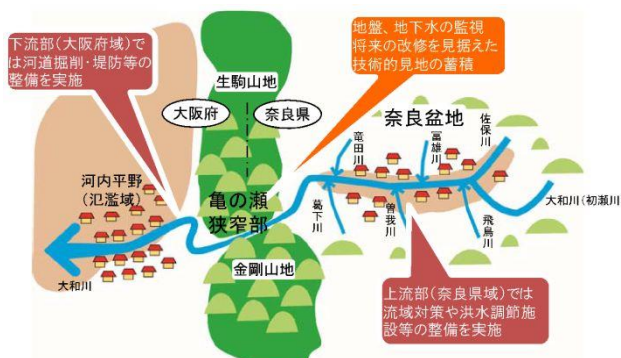 下流部(大阪府域)で
は河道掘削・堤防等の
整備を実施
地盤、地下水の監視
将来の改修を見据えた
技術的見地の蓄積
生駒山地
大阪府
奈良県
奈良盆地
佐保川
富雄川
竜田川
河内平野
(氾濫域)
亀の瀬
狭窄部
葛下川
曽我川
飛鳥川
大和川(初瀬川)
金剛山地
大和川
上流部(奈良県域)では
流域対策や洪水調節施
設等の整備を実施